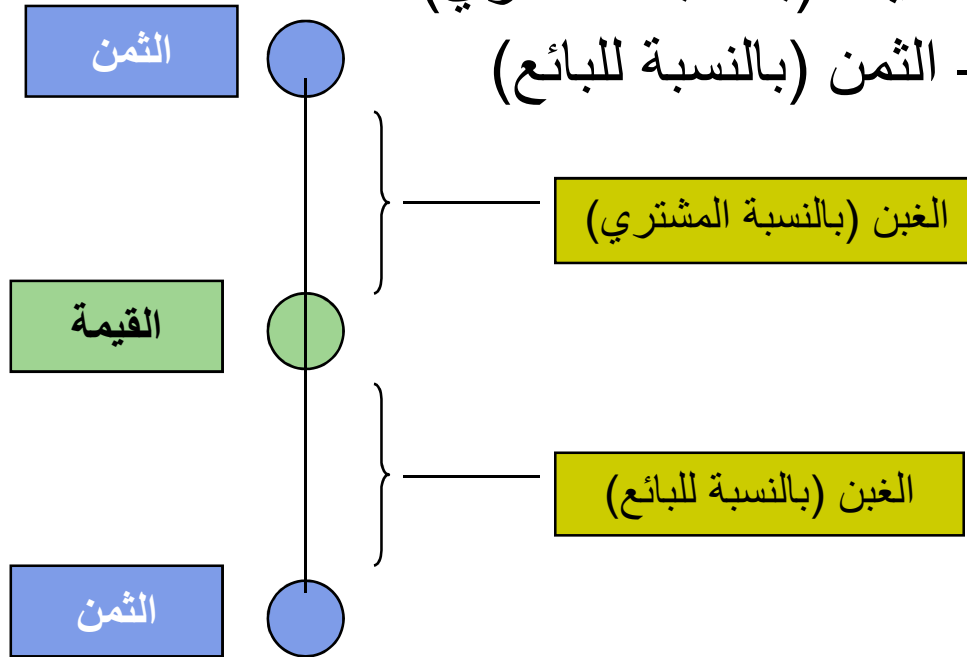 - الثمن (بالنسبة للبائع)
الثمن
الغبن (بالنسبة المشتري)
القيمة
الغبن (بالنسبة للبائع)
الثمن